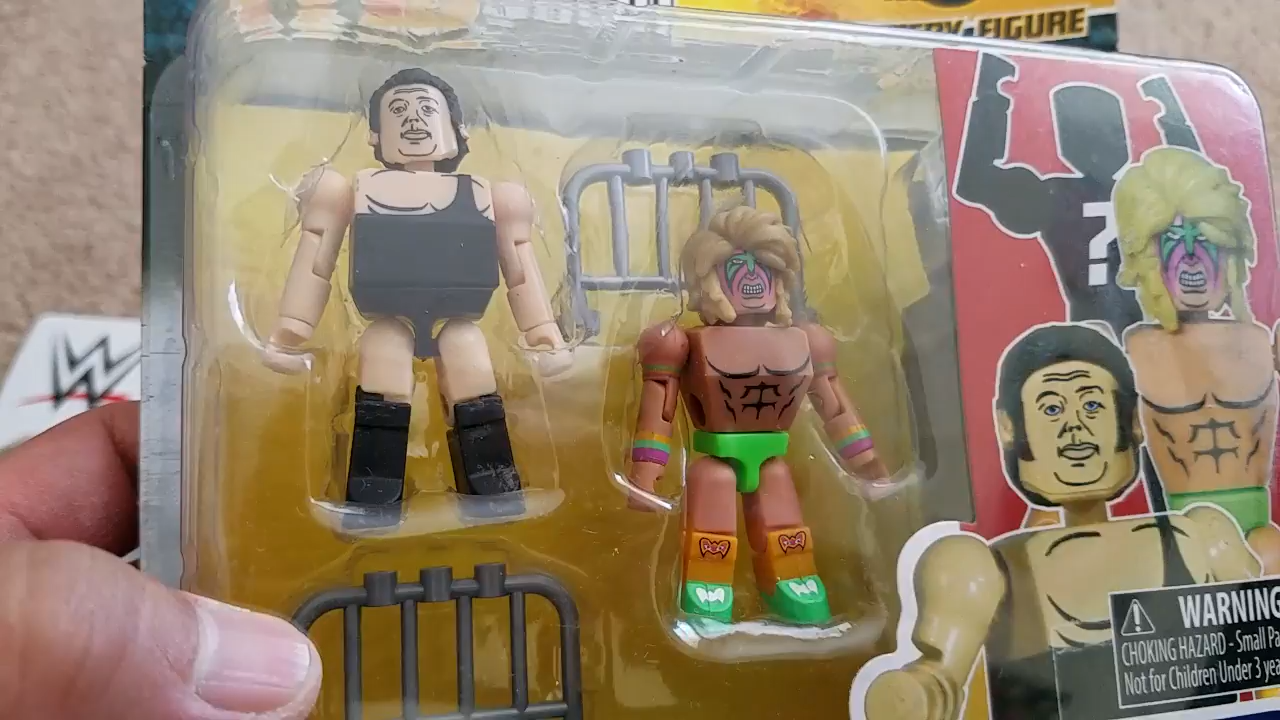 FIGURE
W
?
WARNING
CHOKING HAZARD - Small Pa
Not for Children Under 3 yea